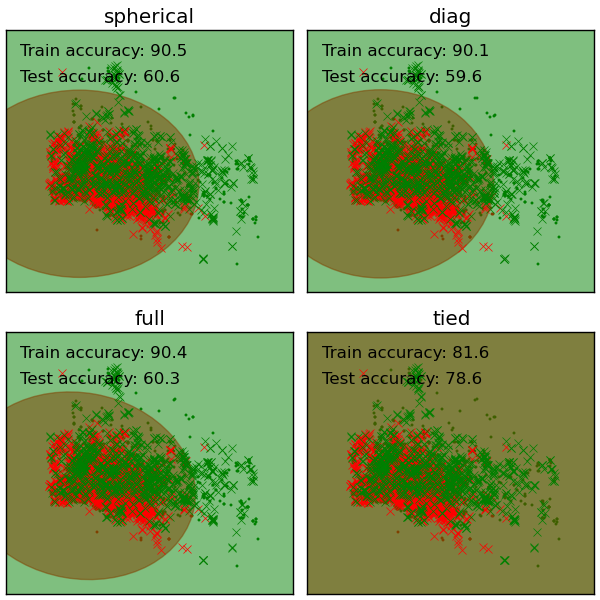 spherical
Train accuracy: 90.5
Test accuracy: 60.6
diag
Train accuracy: 90.1
Test accuracy: 59.6
full
Train accuracy: 90.4
Test accuracy: 60.3
tied
Train accuracy: 81.6
Test accuracy: 78.6